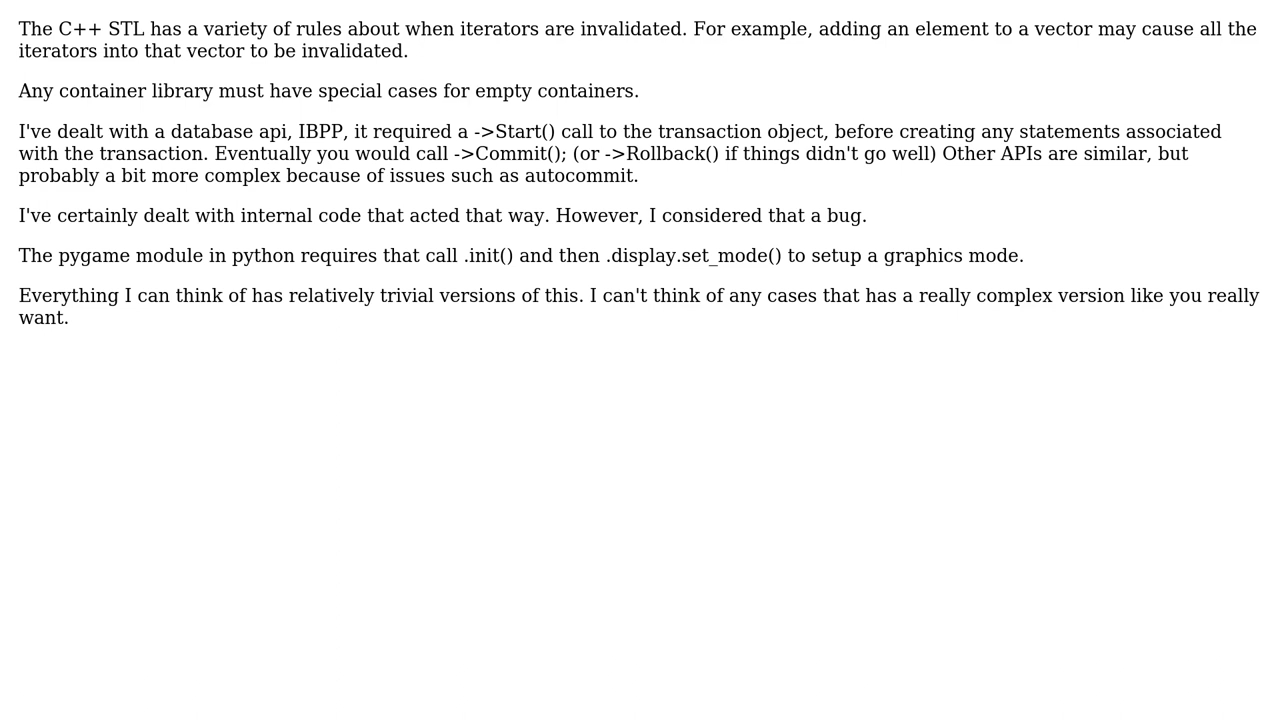 The C++ STL has a variety of rules about when iterators are invalidated. For example, adding an element to a vector may cause all the
iterators into that vector to be invalidated.
Any container library must have special cases for empty containers.
I've dealt with a database api, IBPP, it required a ->Start() call to the transaction object, before creating any statements associated
with the transaction. Eventually you would call ->Commit(); (or ->Rollback() if things didn't go well) Other APIs are similar, but
probably a bit more complex because of issues such as autocommit.
I've certainly dealt with internal code that acted that way. However, I considered that a bug.
The pygame module in python requires that call .init() and then .display.set_mode() to setup a graphics mode.
Everything I can think of has relatively trivial versions of this. I can't think of any cases that has a really complex version like you really
want.